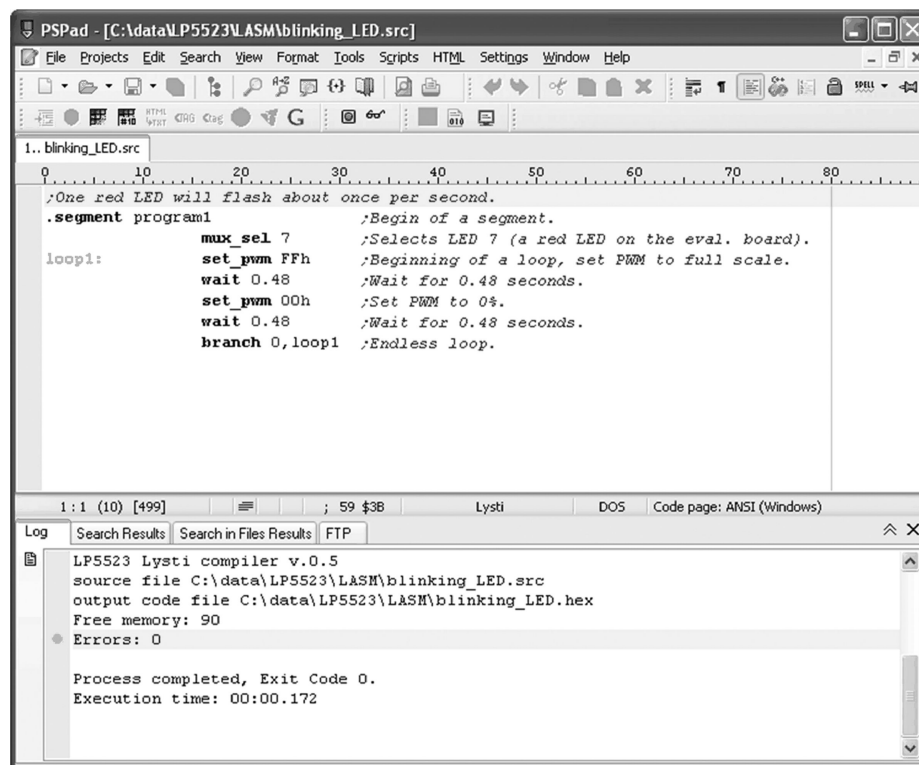 PSPad - [C:\data\LP5523\LASM\blinking_LED.src]
File Projects Edit Search View Format Tools Scripts HTML Settings Window Help
1.. blinking_LED.src
0 10 20 30 40 50 60 70 80
;One red LED will flash about once per second.
.segment program1 ;Begin of a segment.
mux_sel 7 ;Selects LED 7 (a red LED on the eval. board).
loop1: set_pwm FFh ;Beginning of a loop, set PWM to full scale.
wait 0.48 ;Wait for 0.48 seconds.
set_pwm 00h ;Set PWM to 0%.
wait 0.48 ;Wait for 0.48 seconds.
branch 0,loop1 ;Endless loop.
1:1 (10) [499] ; 59 $3B Lysti DOS Code page: ANSI (Windows)
Log Search Results Search in Files Results FTP
LP5523 Lysti compiler v.0.5
source file C:\data\LP5523\LASM\blinking_LED.src
output code file C:\data\LP5523\LASM\blinking_LED.hex
Free memory: 90
Errors: 0
Process completed, Exit Code 0.
Execution time: 00:00.172